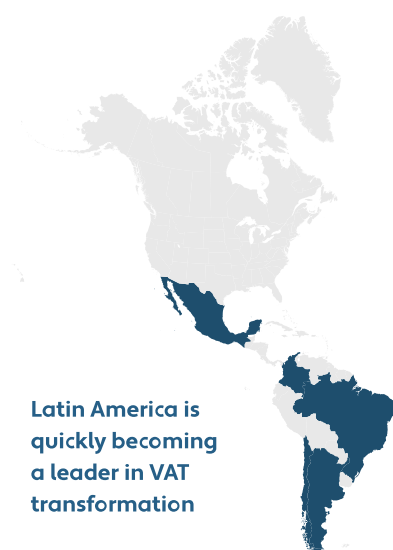 Latin America is
quickly becoming
a leader in VAT
transformation